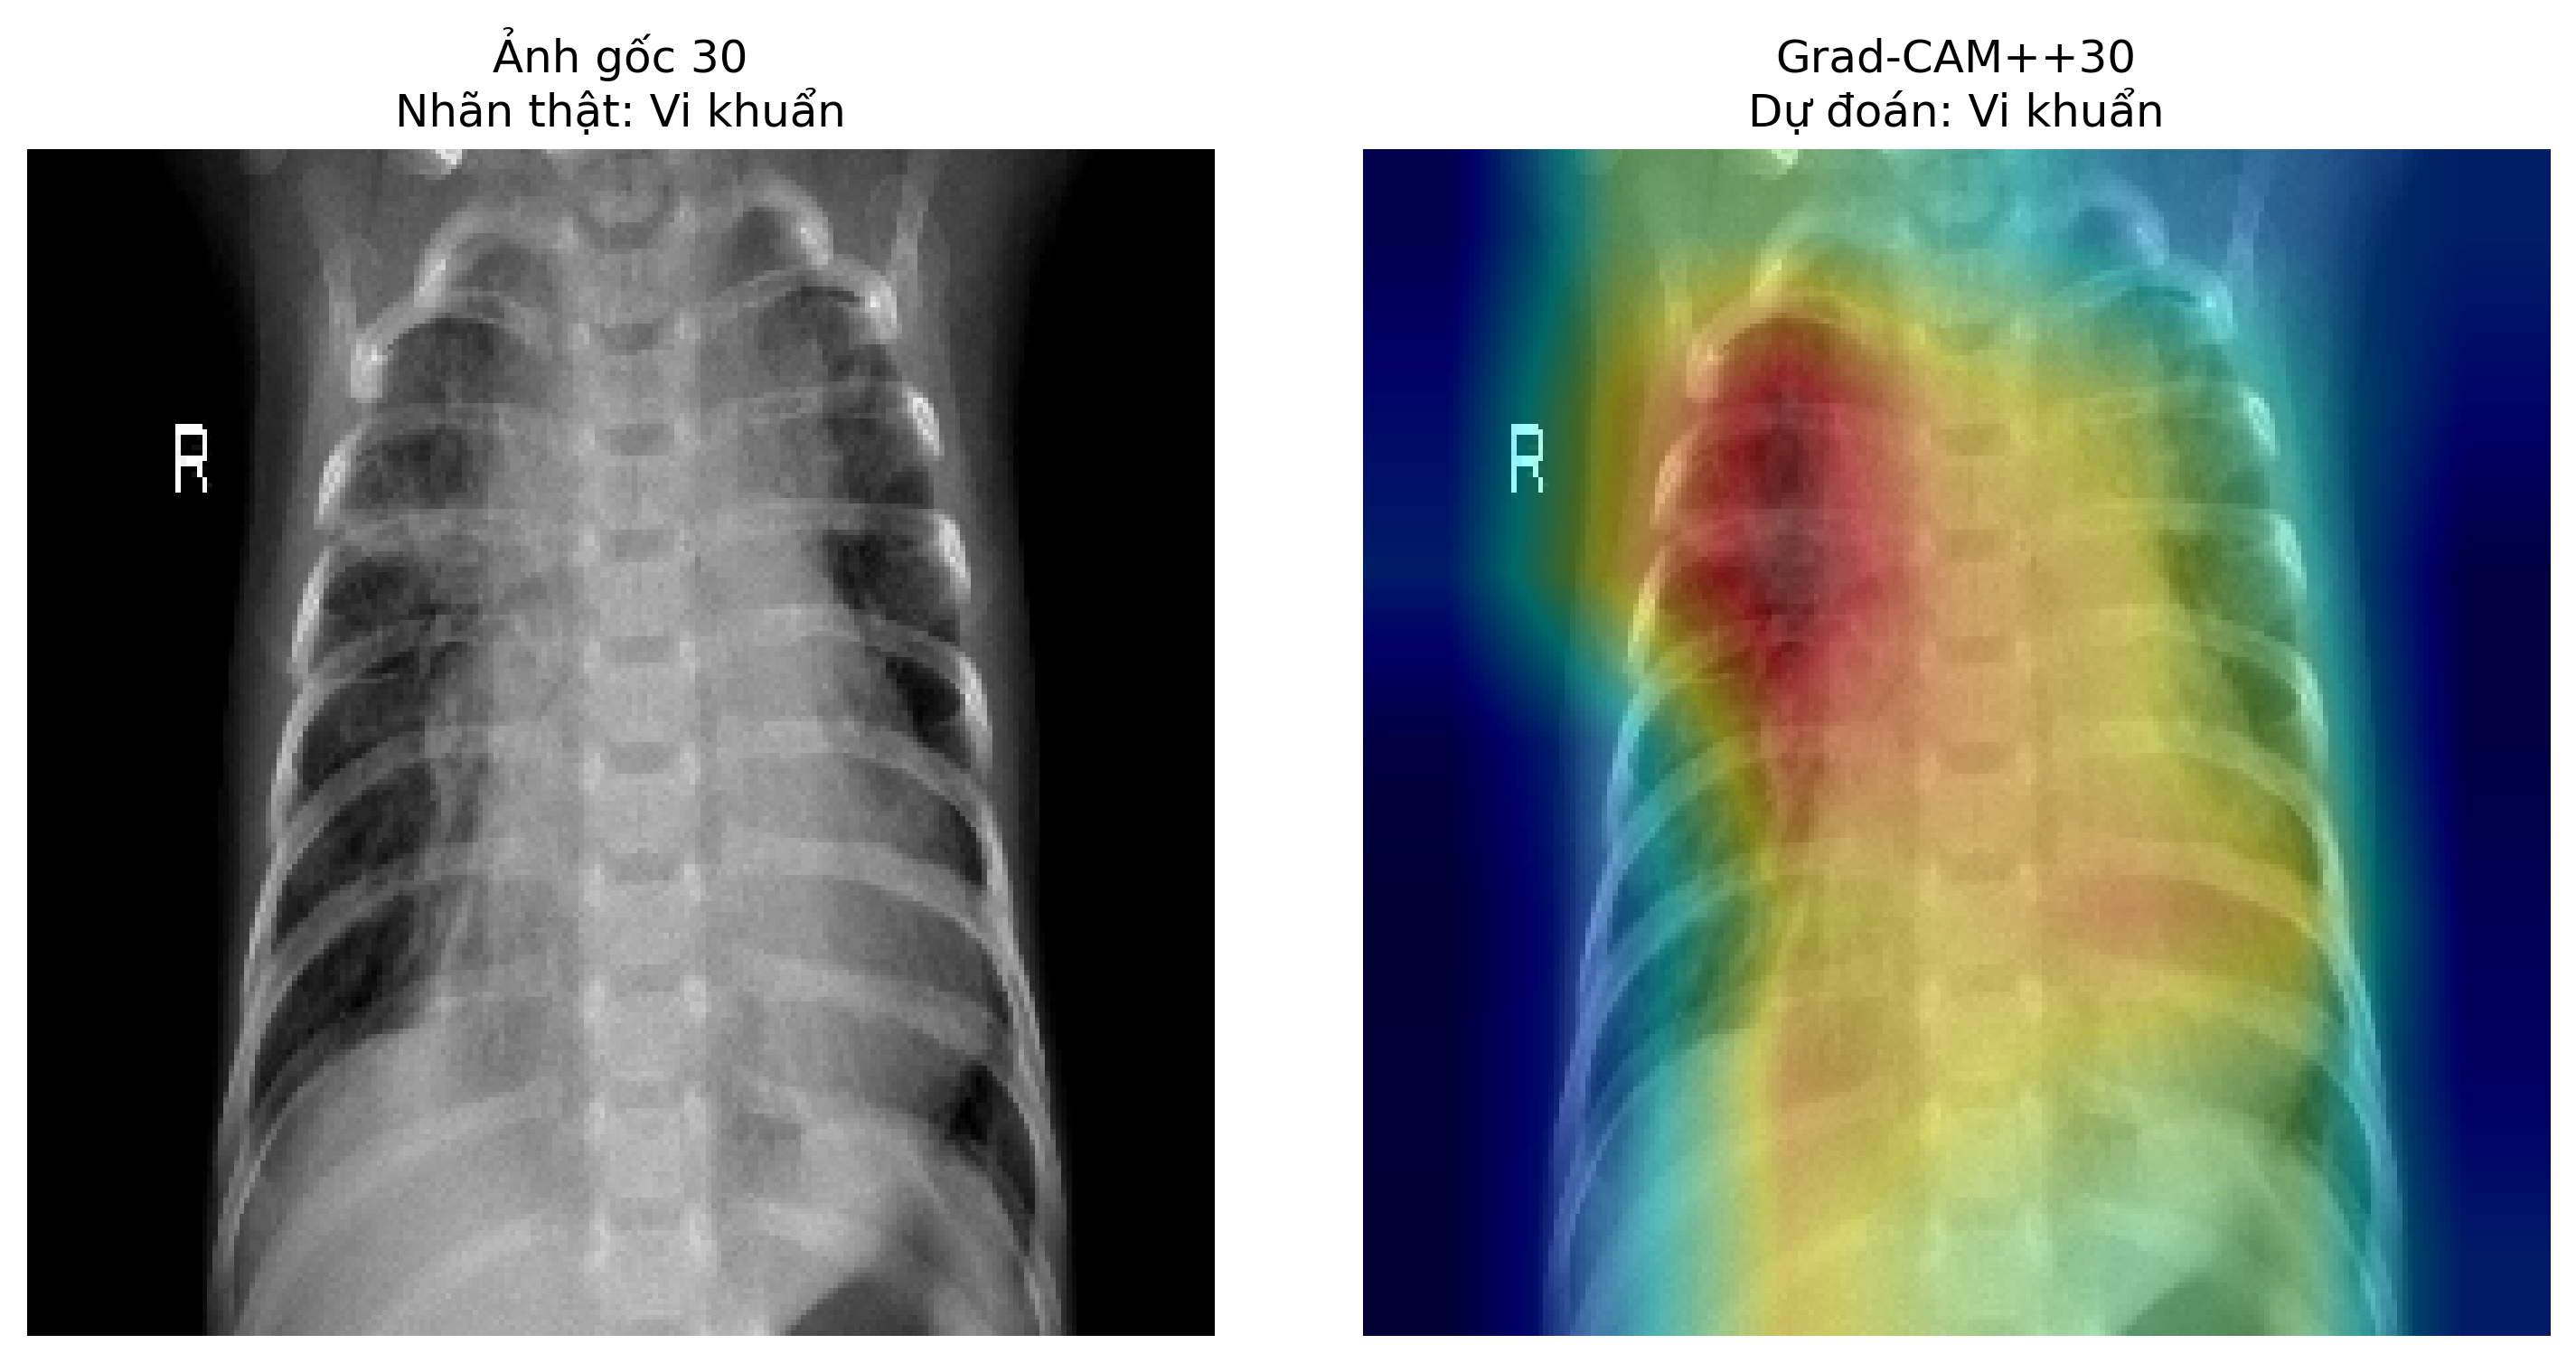 Ảnh gốc 30
Nhãn thật: Vi khuẩn
Grad-CAM++30
Dự đoán: Vi khuẩn
R
R